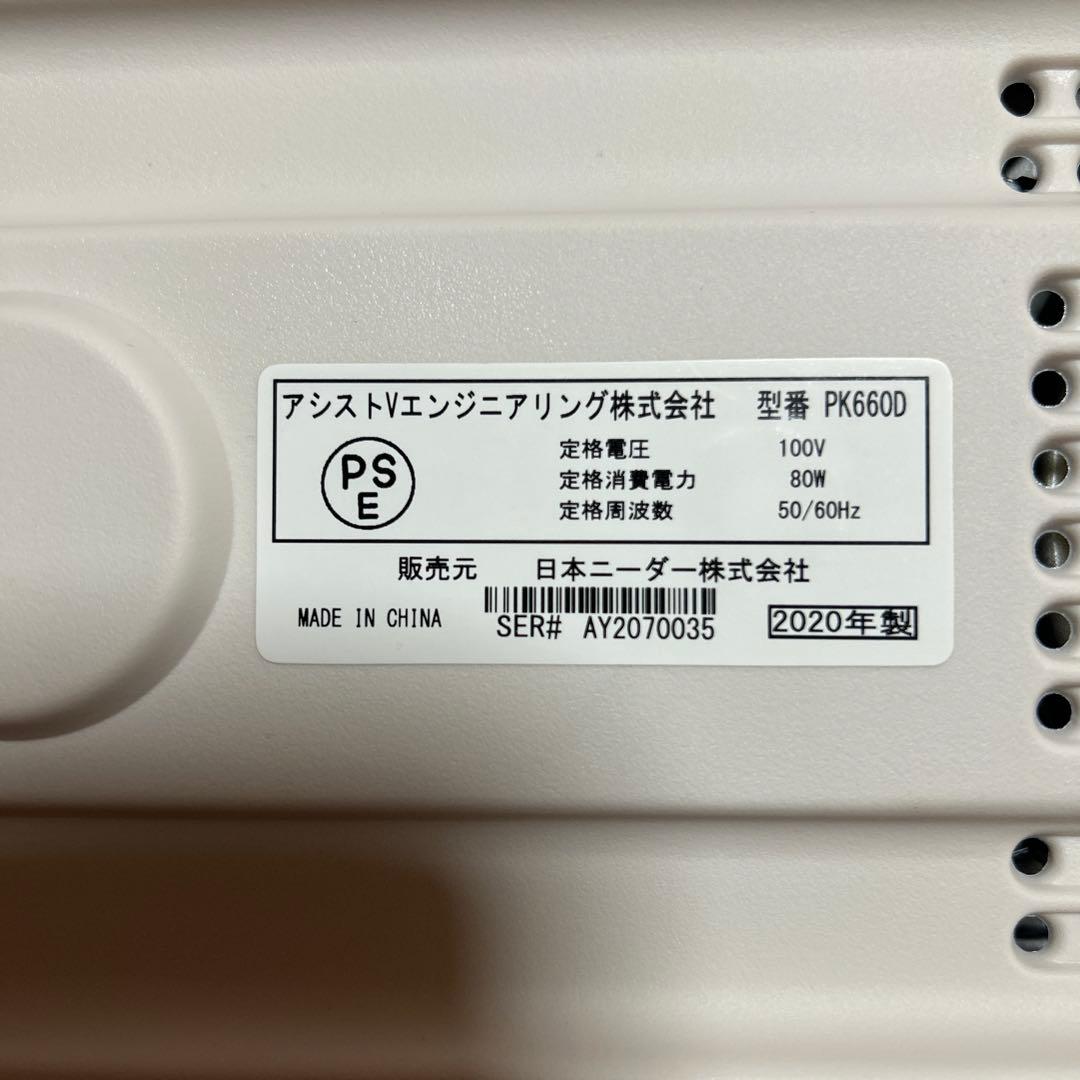 アシストVエンジニアリング株式会社 型番 PK660D
PS
E
定格電圧 100V
定格消費電力 80W
定格周波数 50/60Hz
販売元 日本ニーダー株式会社
MADE IN CHINA SER# AY2070035 2020年製